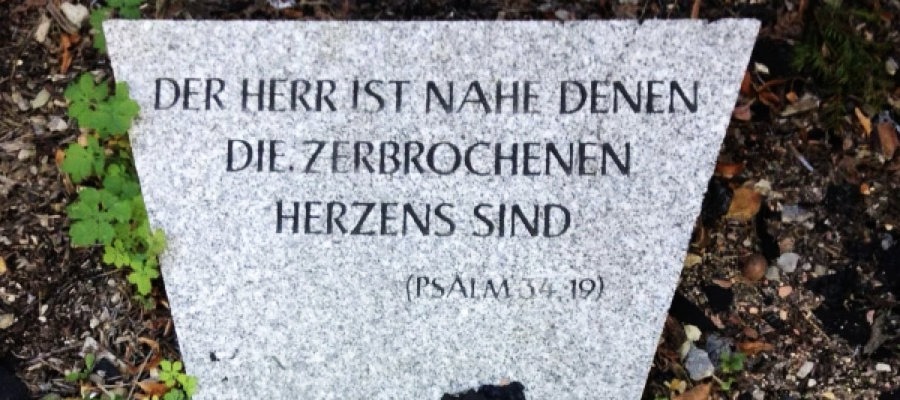 DER HERR IST NAHE DENEN
DIE.ZERBROCHENEN
HERZENS SIND
(PSALM 34.19)